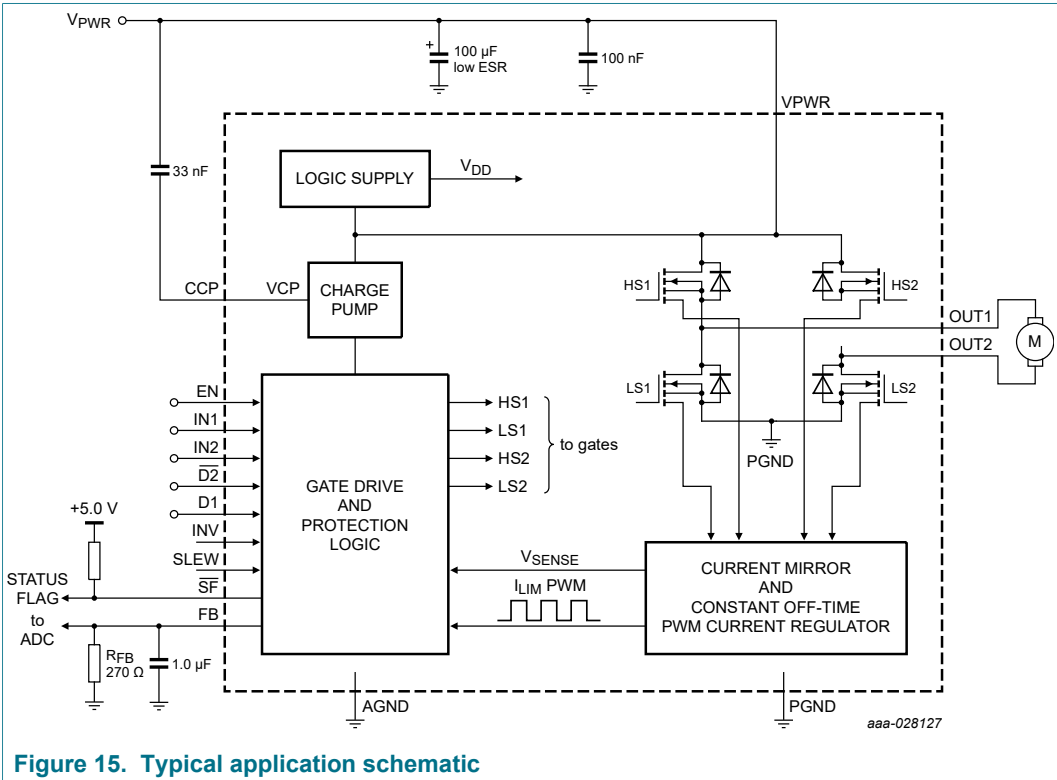 VPWR
100 µF
low ESR
100 nF
VPWR
33 nF
LOGIC SUPPLY
VDD
CCP
VCP
CHARGE
PUMP
HS1
HS2
OUT1
OUT2
M
LS1
LS2
PGND
EN
IN1
IN2
D2
D1
INV
SLEW
SF
FB
HS1
LS1
HS2
LS2
to gates
GATE DRIVE
AND
PROTECTION
LOGIC
+5.0 V
STATUS
FLAG
to
ADC
RFB
270 Ω
1.0 µF
VSENSE
ILIM PWM
CURRENT MIRROR
AND
CONSTANT OFF-TIME
PWM CURRENT REGULATOR
AGND
PGND
aaa-028127
Figure 15. Typical application schematic